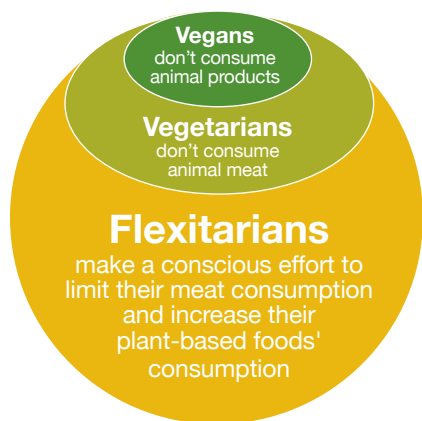 Vegans
don't consume
animal products
Vegetarians
don't consume
animal meat
Flexitarians
make a conscious effort to
limit their meat consumption
and increase their
plant-based foods'
consumption